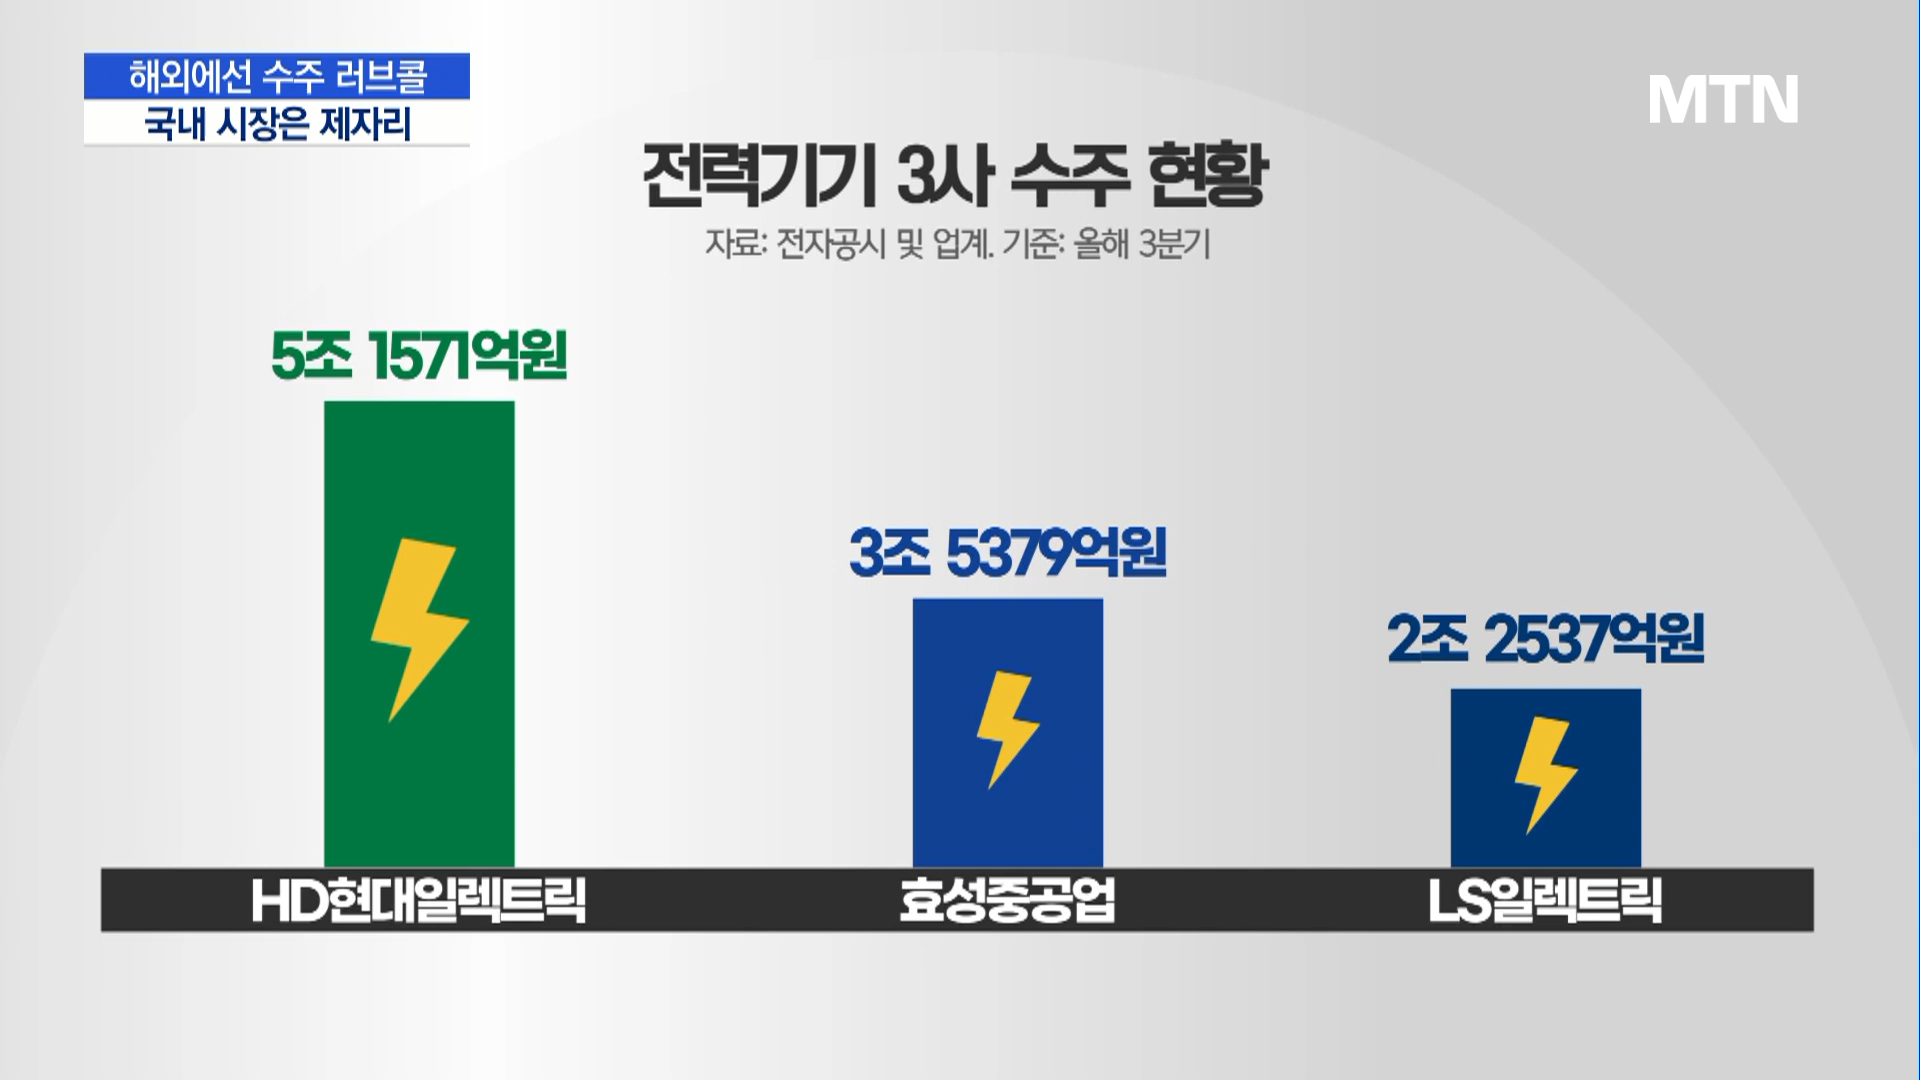 해외에선 수주 러브콜
국내 시장은 제자리
MTN
전력기기 3사 수주 현황
자료: 전자공시 및 업계. 기준: 올해 3분기
5조 1571억원
3조 5379억원
2조 2537억원
HD현대일렉트릭
효성중공업
LS일렉트릭